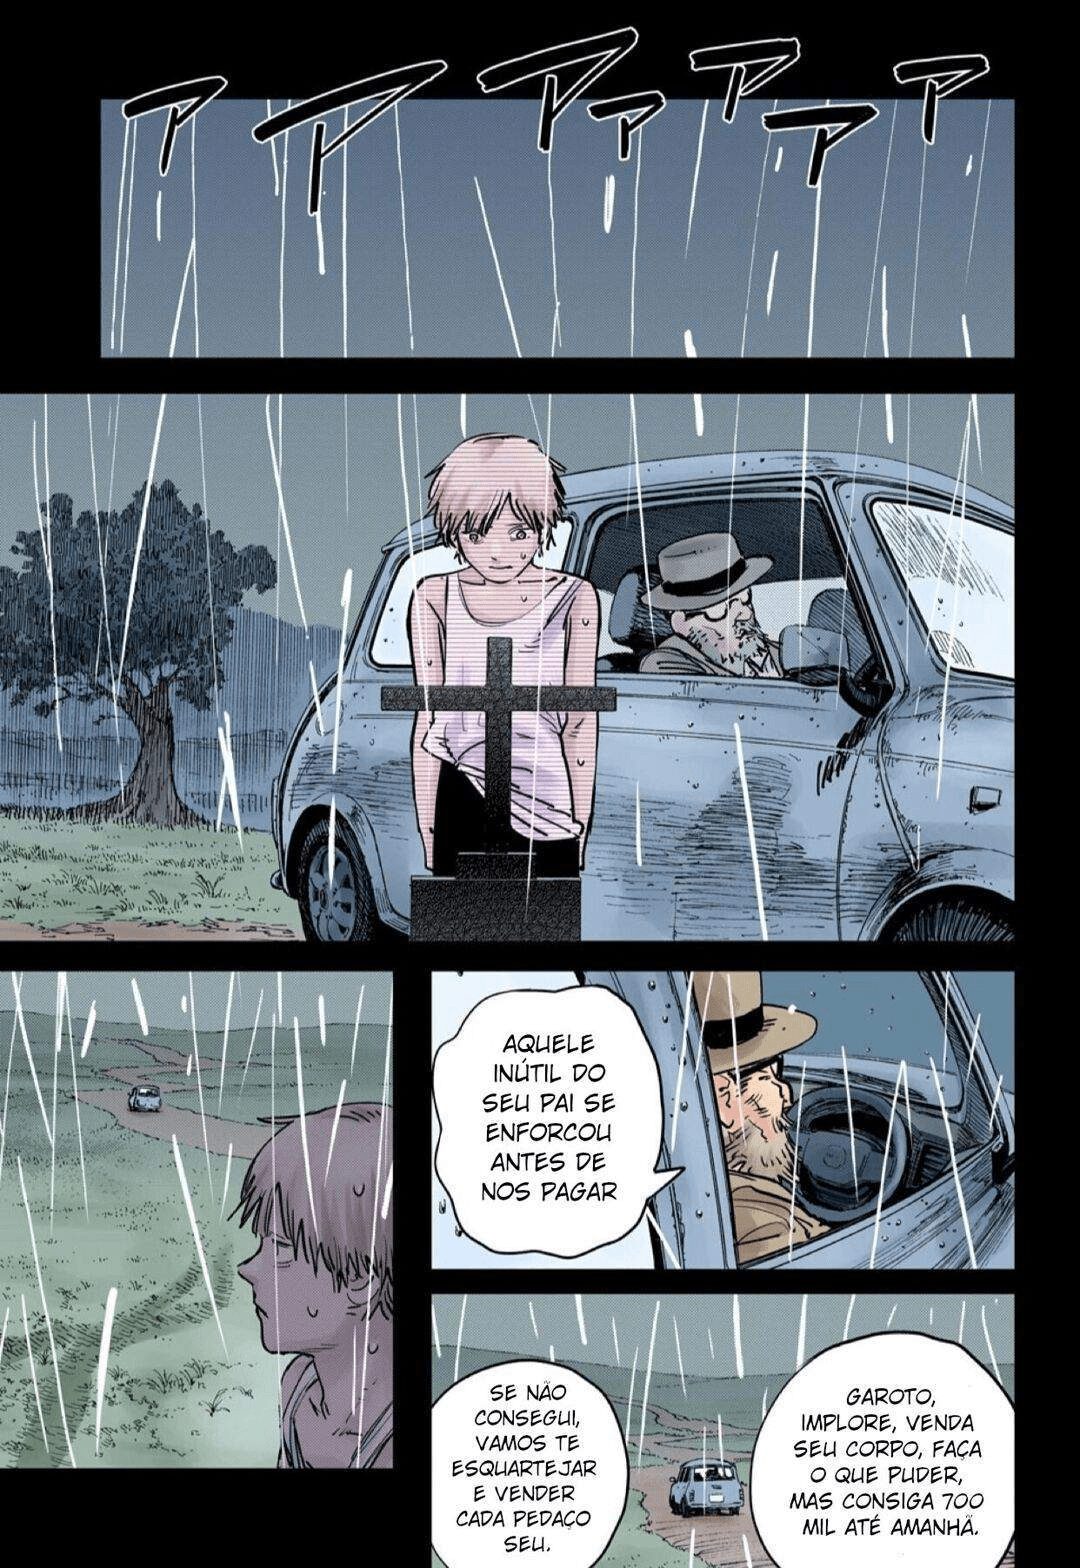 アアアァアァア
AQUELE
INÚTIL DO
SEU PAI SE
ENFORCOU
ANTES DE
NOS PAGAR
GAROTO,
IMPLORE, VENDA
SEU CORPO, FAÇA
O QUE PUDER,
MAS CONSIGA 700
MIL ATÉ AMANHÃ.
SE NÃO
CONSEGUI,
VAMOS TE
ESQUARTEJAR
E VENDER
CADA PEDAÇO
SEU.